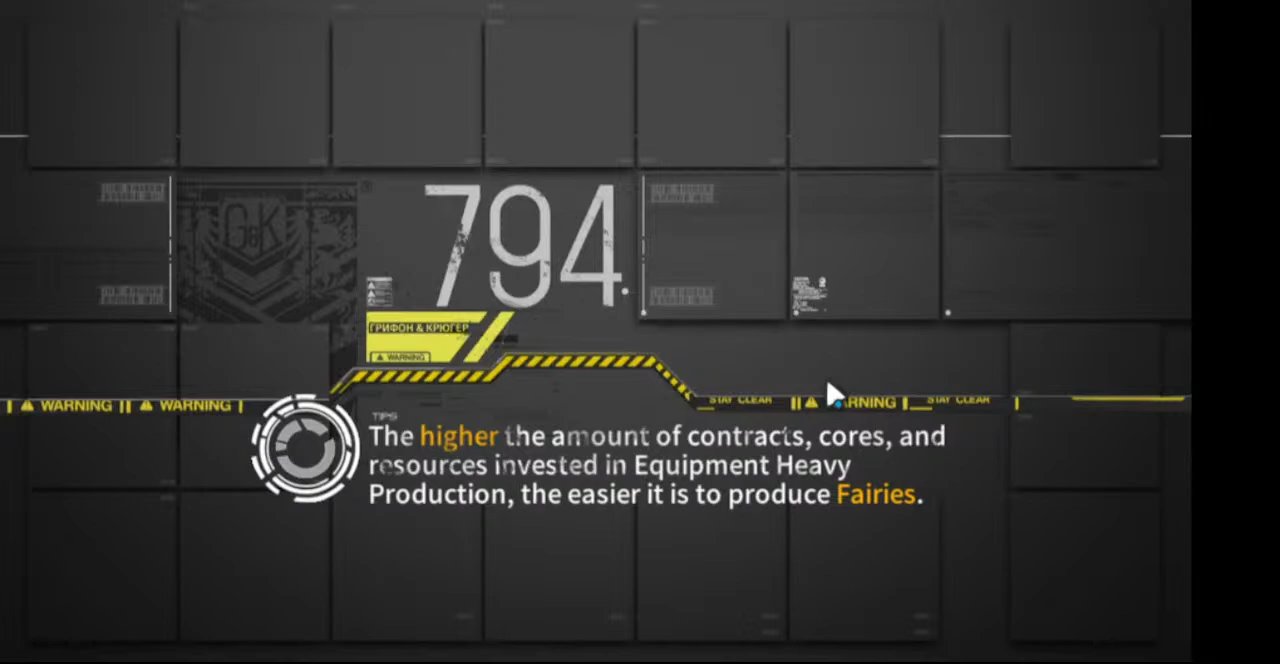 G&K
794.
ГРИФОН & КРЮГЕР
WARNING
WARNING WARNING STAY CLEAR RNING STAY CLEAR
TIPS
The higher the amount of contracts, cores, and
resources invested in Equipment Heavy
Production, the easier it is to produce Fairies.